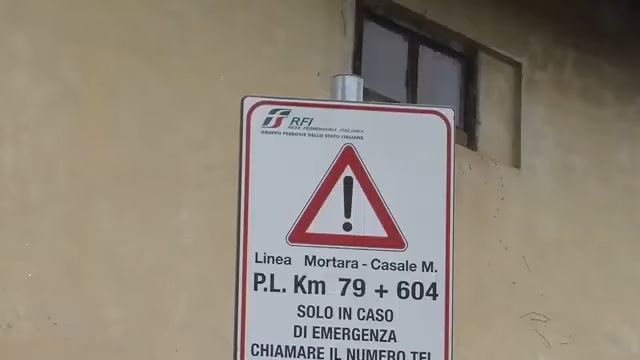 RFI
RETE FERROVIARIA ITALIANA
GRUPPO FERROVIE DELLO STATO ITALIANE
Linea Mortara - Casale M.
P.L. Km 79 + 604
SOLO IN CASO
DI EMERGENZA
CHIAMARE IL NUMERO TEL